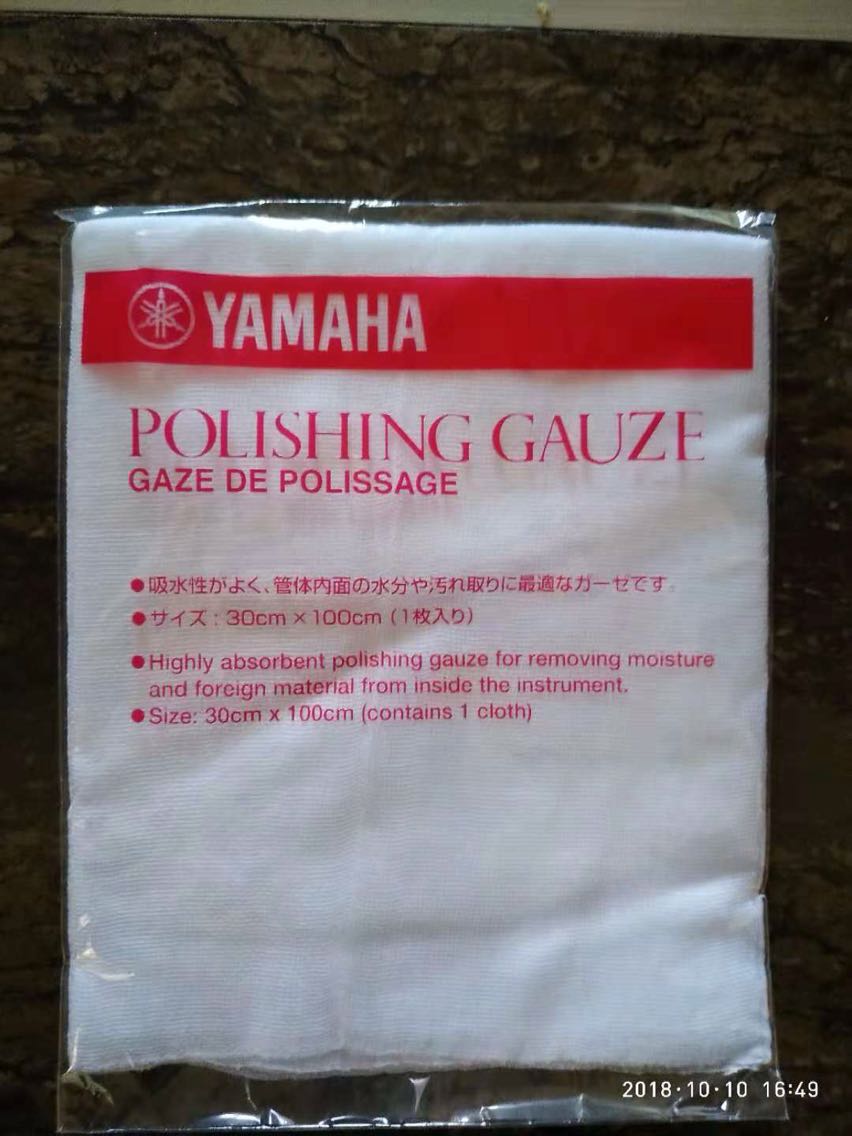 YAMAHA
POLISHING GAUZE
GAZE DE POLISSAGE
●吸水性がよく、管体内面の水分や汚れ取りに最適なガーゼです。
●サイズ：30cm×100cm（1枚入り）
●Highly absorbent polishing gauze for removing moisture
and foreign material from inside the instrument.
●Size: 30cm x 100cm (contains 1 cloth)
2018·10·10 16:49